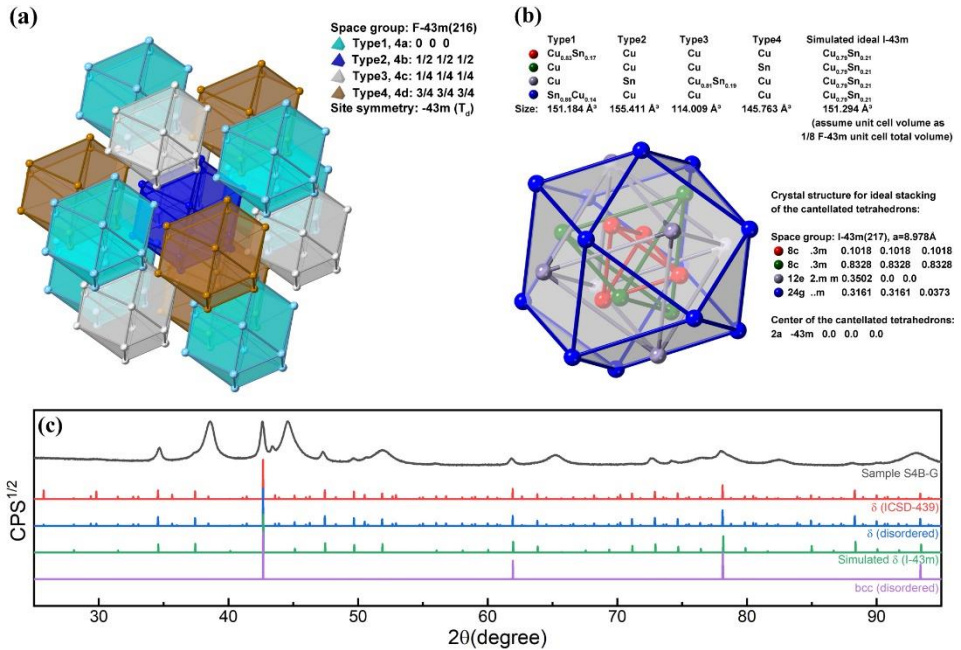 (a)
Space group: F-43m(216)
Type1, 4a: 0 0 0
Type2, 4b: 1/2 1/2 1/2
Type3, 4c: 1/4 1/4 1/4
Type4, 4d: 3/4 3/4 3/4
Site symmetry: -43m (Td)
(b)
Type1 Type2 Type3 Type4 Simulated ideal I-43m
Cu0.83Sn0.17 Cu Cu Cu Cu0.79Sn0.21
Cu Cu Cu Sn Cu0.79Sn0.21
Cu Sn Cu0.81Sn0.19 Cu Cu0.79Sn0.21
Sn0.86Cu0.14 Cu Cu Cu Cu0.79Sn0.21
Size: 151.184 Å³ 155.411 Å³ 114.009 Å³ 145.763 Å³ 151.294 Å³
(assume unit cell volume as
1/8 F-43m unit cell total volume)
Crystal structure for ideal stacking
of the cantellated tetrahedrons:
Space group: I-43m(217), a=8.978Å
8c .3m 0.1018 0.1018 0.1018
8c .3m 0.8328 0.8328 0.8328
12e 2.m m 0.3502 0.0 0.0
24g ..m 0.3161 0.3161 0.0373
Center of the cantellated tetrahedrons:
2a -43m 0.0 0.0 0.0
(c)
CPS1/2
Sample S4B-G
δ (ICSD-439)
δ (disordered)
Simulated δ (I-43m)
bcc (disordered)
30 40 50 60 70 80 90
2θ(degree)